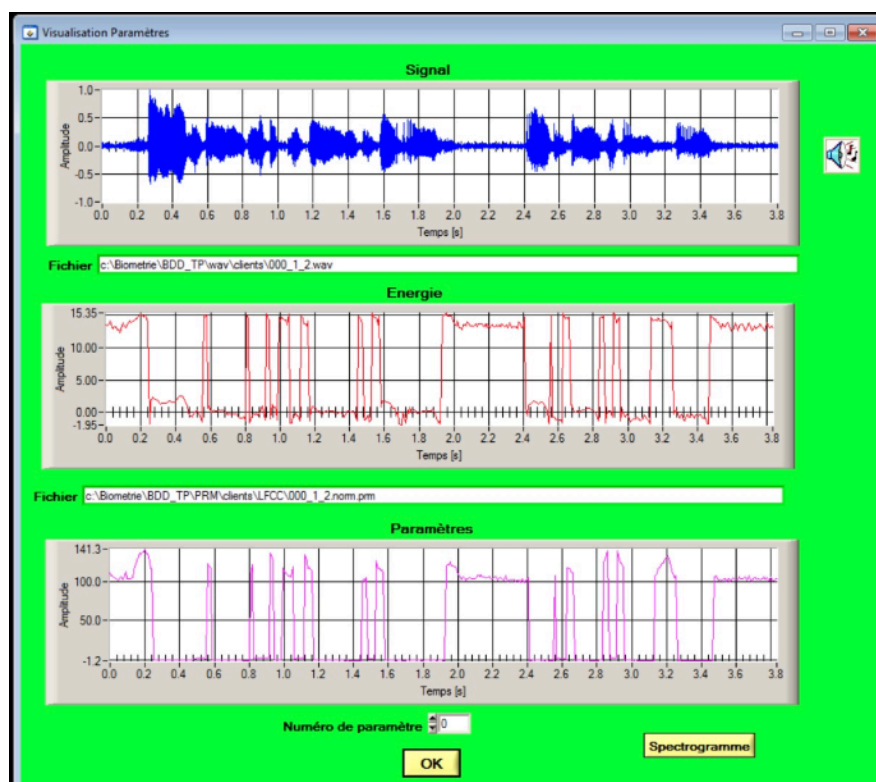 Visualisation Paramètres
Signal
1.0
0.5
0.0
-0.5
-1.0
Amplitude
0.0 0.2 0.4 0.6 0.8 1.0 1.2 1.4 1.6 1.8 2.0 2.2 2.4 2.6 2.8 3.0 3.2 3.4 3.6 3.8
Temps [s]
Fichier c:\Biometrie\BDD_TP\wav\clients\000_1_2.wav
Energie
15.35
10.00
5.00
0.00
-1.95
Amplitude
0.0 0.2 0.4 0.6 0.8 1.0 1.2 1.4 1.6 1.8 2.0 2.2 2.4 2.6 2.8 3.0 3.2 3.4 3.6 3.8
Temps [s]
Fichier c:\Biometrie\BDD_TP\PRM\clients\LFCC\000_1_2.norm.prm
Paramètres
141.3
100.0
50.0
-1.2
Amplitude
0.0 0.2 0.4 0.6 0.8 1.0 1.2 1.4 1.6 1.8 2.0 2.2 2.4 2.6 2.8 3.0 3.2 3.4 3.6 3.8
Temps [s]
Numéro de paramètre 0
Spectrogramme
OK